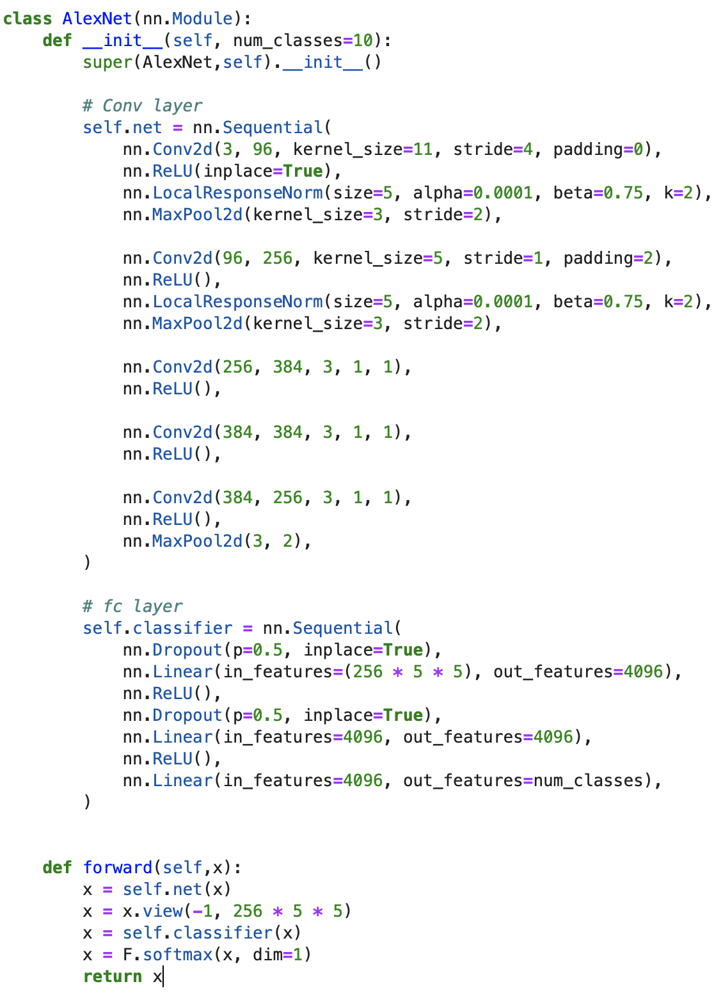 class AlexNet(nn.Module):
    def __init__(self, num_classes=10):
        super(AlexNet,self).__init__()

        # Conv layer
        self.net = nn.Sequential(
            nn.Conv2d(3, 96, kernel_size=11, stride=4, padding=0),
            nn.ReLU(inplace=True),
            nn.LocalResponseNorm(size=5, alpha=0.0001, beta=0.75, k=2),
            nn.MaxPool2d(kernel_size=3, stride=2),

            nn.Conv2d(96, 256, kernel_size=5, stride=1, padding=2),
            nn.ReLU(),
            nn.LocalResponseNorm(size=5, alpha=0.0001, beta=0.75, k=2),
            nn.MaxPool2d(kernel_size=3, stride=2),

            nn.Conv2d(256, 384, 3, 1, 1),
            nn.ReLU(),

            nn.Conv2d(384, 384, 3, 1, 1),
            nn.ReLU(),

            nn.Conv2d(384, 256, 3, 1, 1),
            nn.ReLU(),
            nn.MaxPool2d(3, 2),
        )

        # fc layer
        self.classifier = nn.Sequential(
            nn.Dropout(p=0.5, inplace=True),
            nn.Linear(in_features=(256 * 5 * 5), out_features=4096),
            nn.ReLU(),
            nn.Dropout(p=0.5, inplace=True),
            nn.Linear(in_features=4096, out_features=4096),
            nn.ReLU(),
            nn.Linear(in_features=4096, out_features=num_classes),
        )


    def forward(self,x):
        x = self.net(x)
        x = x.view(-1, 256 * 5 * 5)
        x = self.classifier(x)
        x = F.softmax(x, dim=1)
        return x